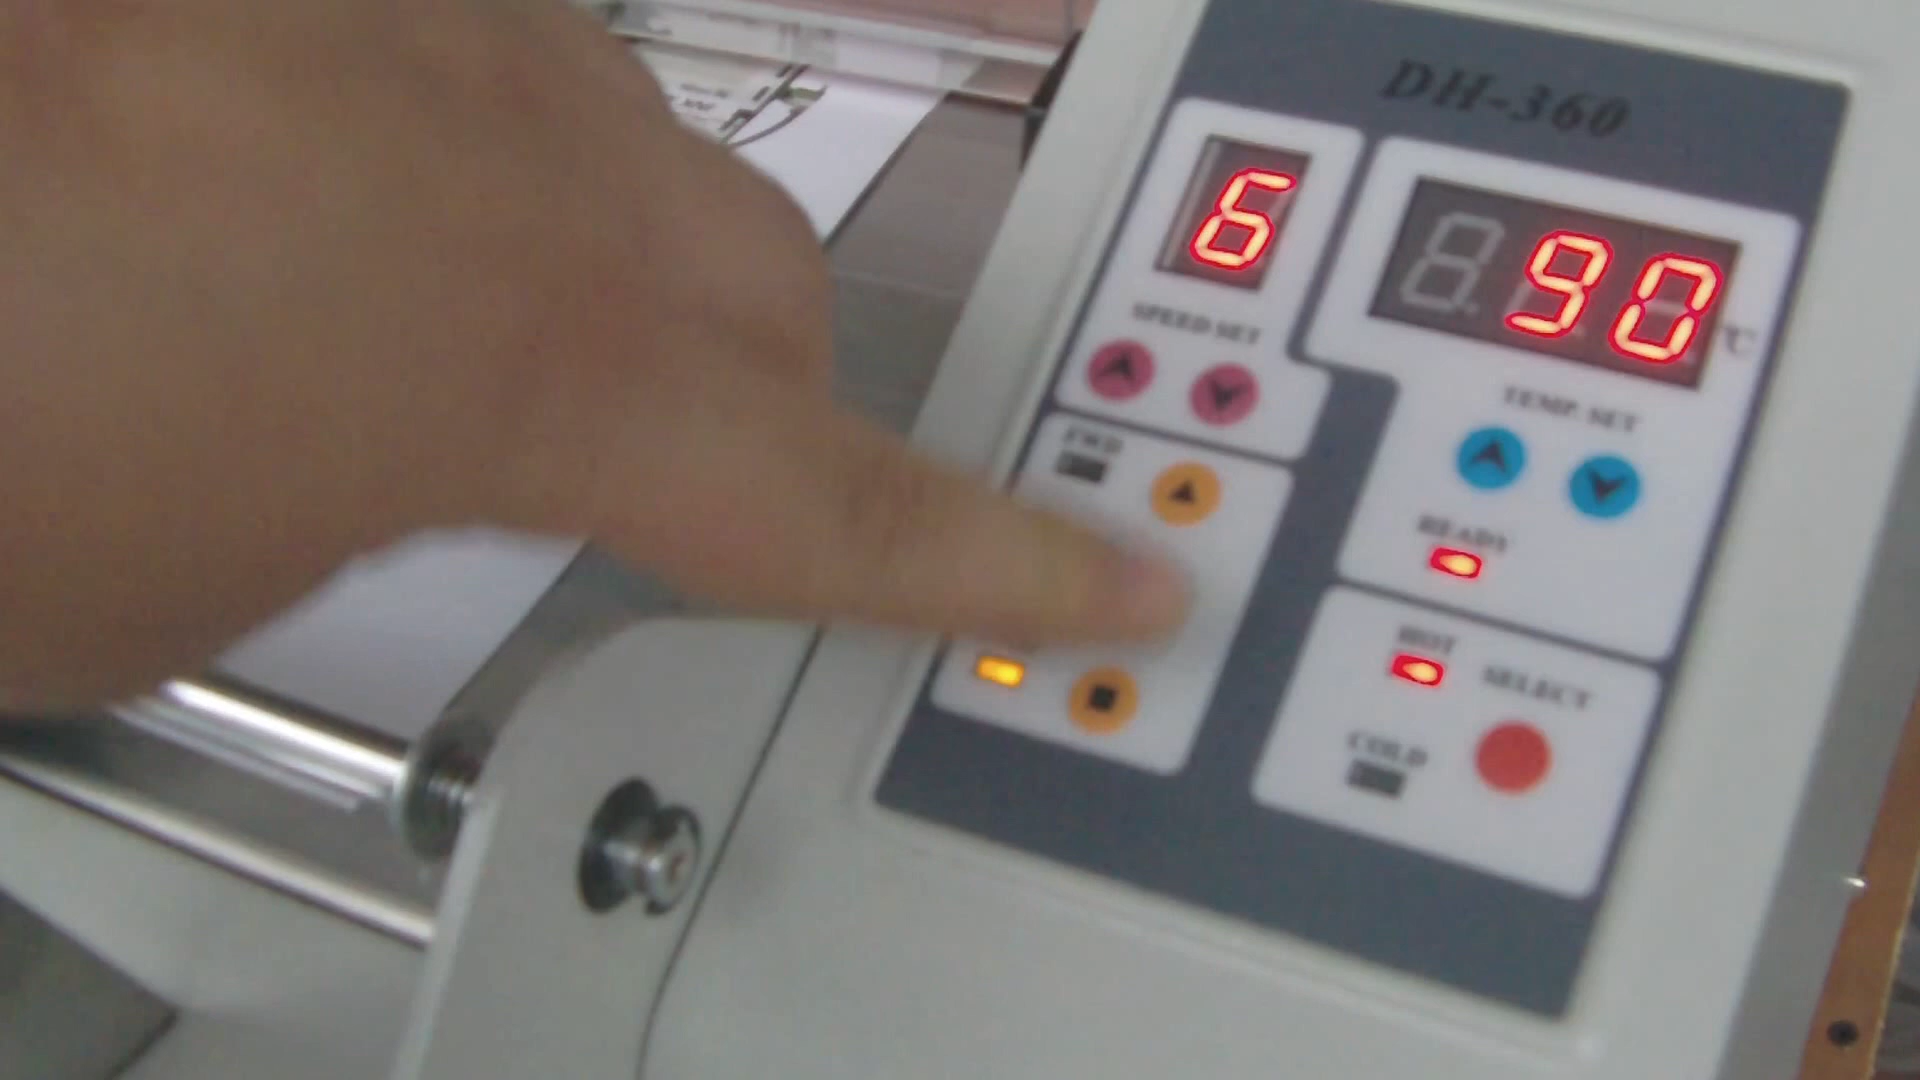 DH-360
6
90 °C
SPEED SET
TEMP. SET
FWD
READY
HOT
SELECT
COLD